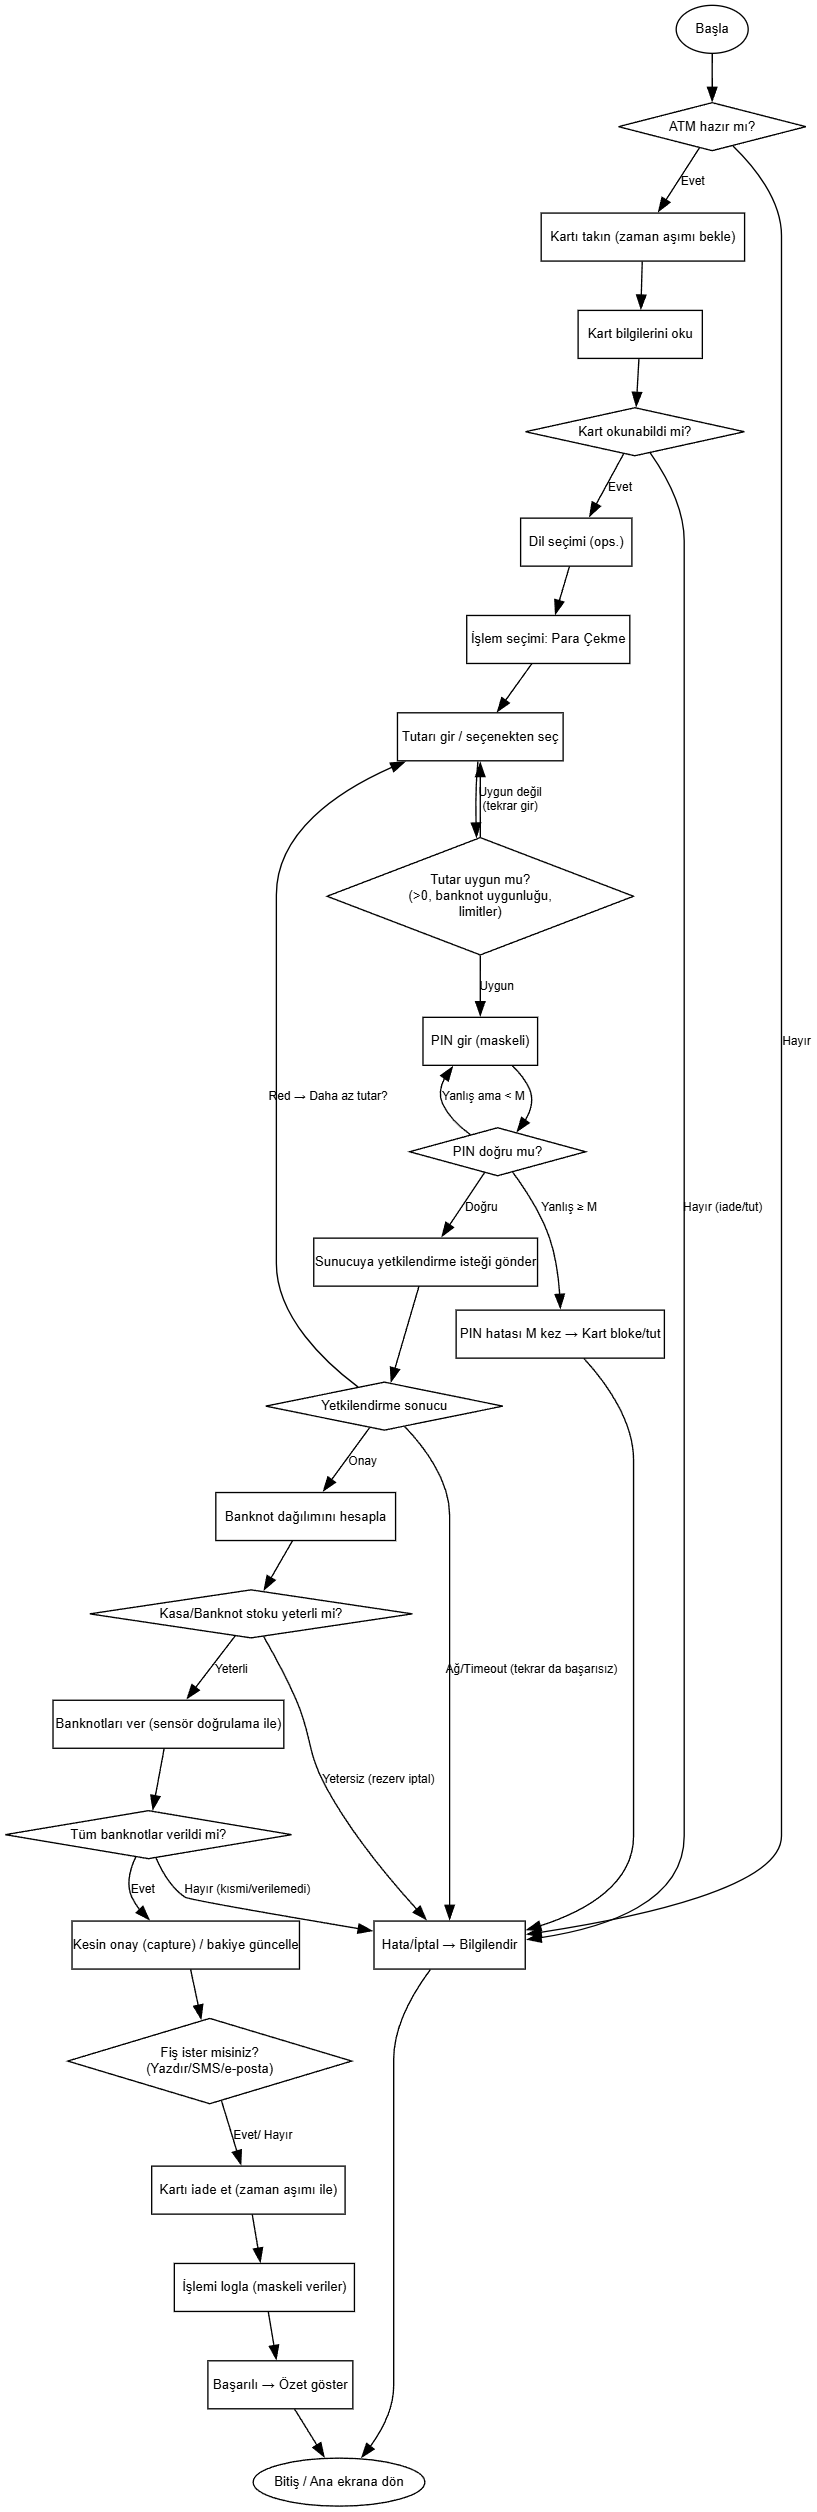 Başla
ATM hazır mı?
Evet
Kartı takın (zaman aşımı bekle)
Kart bilgilerini oku
Kart okunabildi mi?
Evet
Dil seçimi (ops.)
İşlem seçimi: Para Çekme
Tutarı gir / seçenekten seç
Uygun değil
(tekrar gir)
Tutar uygun mu?
(>0, banknot uygunluğu,
limitler)
Uygun
PIN gir (maskeli)
Hayır
Red → Daha az tutar?
Yanlış ama < M
PIN doğru mu?
Doğru
Yanlış ≥ M
Hayır (iade/tut)
Sunucuya yetkilendirme isteği gönder
PIN hatası M kez → Kart bloke/tut
Yetkilendirme sonucu
Onay
Banknot dağılımını hesapla
Kasa/Banknot stoku yeterli mi?
Yeterli
Ağ/Timeout (tekrar da başarısız)
Banknotları ver (sensör doğrulama ile)
Yetersiz (rezerv iptal)
Tüm banknotlar verildi mi?
Evet
Hayır (kısmi/verilemedi)
Kesin onay (capture) / bakiye güncelle
Hata/İptal → Bilgilendir
Fiş ister misiniz?
(Yazdır/SMS/e-posta)
Evet/ Hayır
Kartı iade et (zaman aşımı ile)
İşlemi logla (maskeli veriler)
Başarılı → Özet göster
Bitiş / Ana ekrana dön